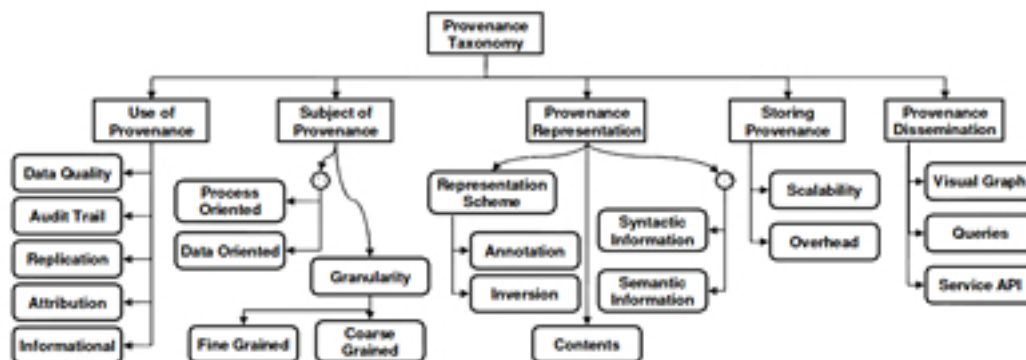 Provenance
Taxonomy
Use of
Provenance
Subject of
Provenance
Provenance
Representation
Storing
Provenance
Provenance
Dissemination
Data Quality
Audit Trail
Replication
Attribution
Informational
Process
Oriented
Data Oriented
Granularity
Fine Grained
Coarse
Grained
Representation
Scheme
Annotation
Inversion
Contents
Syntactic
Information
Semantic
Information
Scalability
Overhead
Visual Graph
Queries
Service API